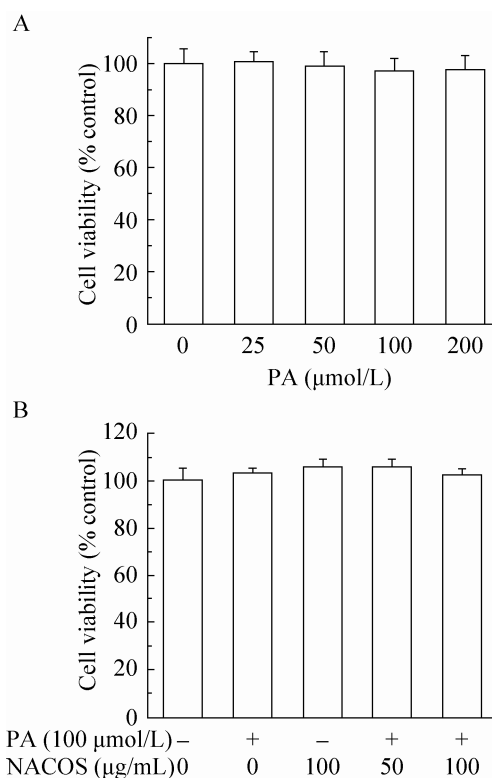 A
Cell viability (% control)
100
80
60
40
20
0
0 25 50 100 200
PA (μmol/L)
B
Cell viability (% control)
120
100
80
60
40
20
0
PA (100 μmol/L) – + – + +
NACOS (μg/mL) 0 0 100 50 100